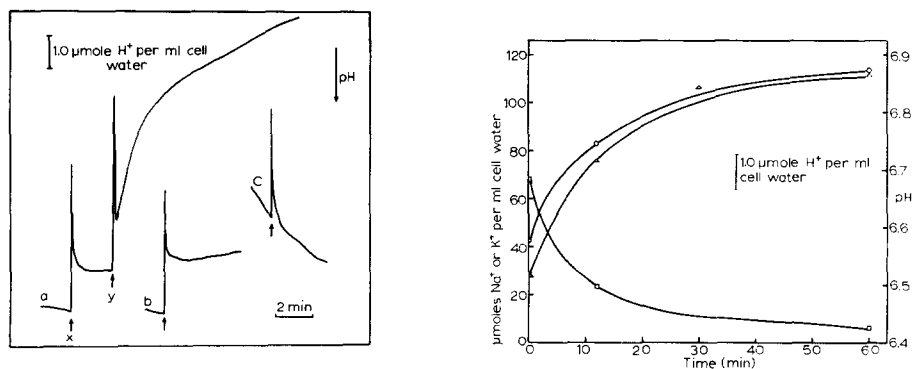 1.0 μmole H⁺ per ml cell
water
pH
a
x
y
b
C
2 min
μmoles Na⁺ or K⁺ per ml cell water
120
100
80
60
40
20
0
1.0 μmole H⁺ per ml
cell water
6.9
6.8
6.7
pH
6.6
6.5
6.4
0
10
20
30
40
50
60
Time (min)